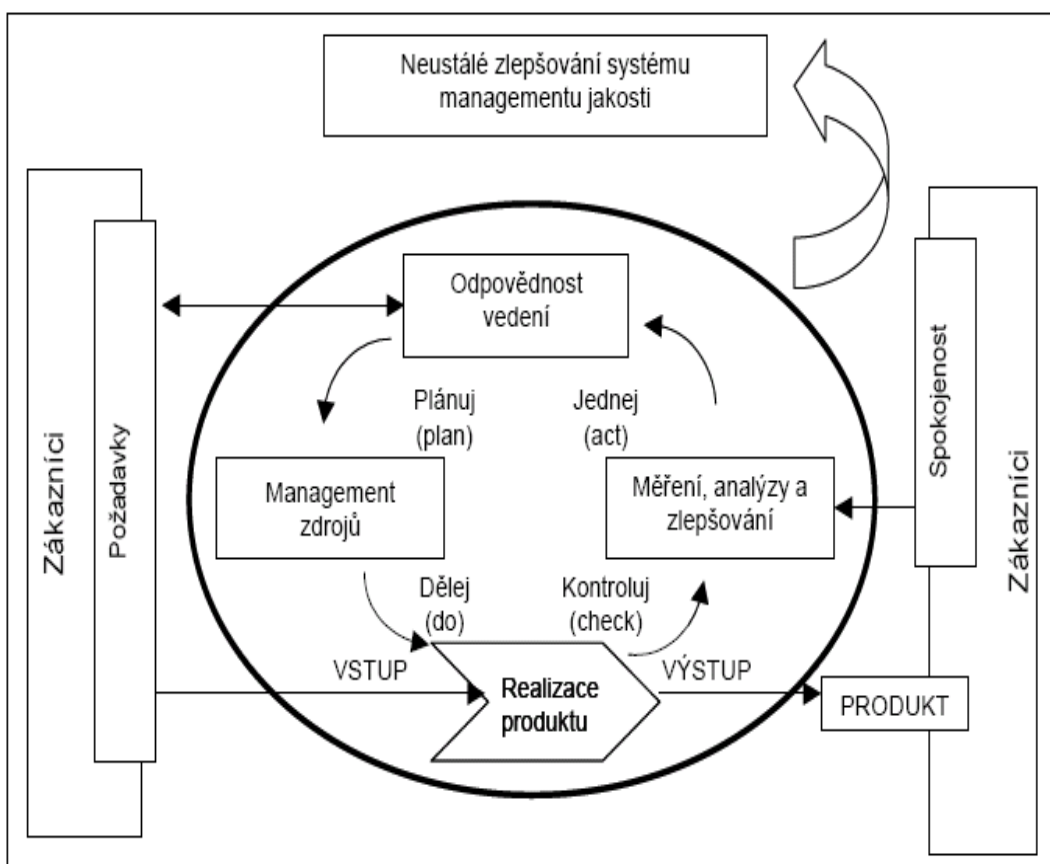 Neustálé zlepšování systému
managementu jakosti
Zákazníci
Požadavky
Odpovědnost
vedení
Plánuj
(plan)
Jednej
(act)
Management
zdrojů
Měření, analýzy a
zlepšování
Spokojenost
Zákazníci
Dělej
(do)
Kontroluj
(check)
VSTUP
Realizace
produktu
VÝSTUP
PRODUKT